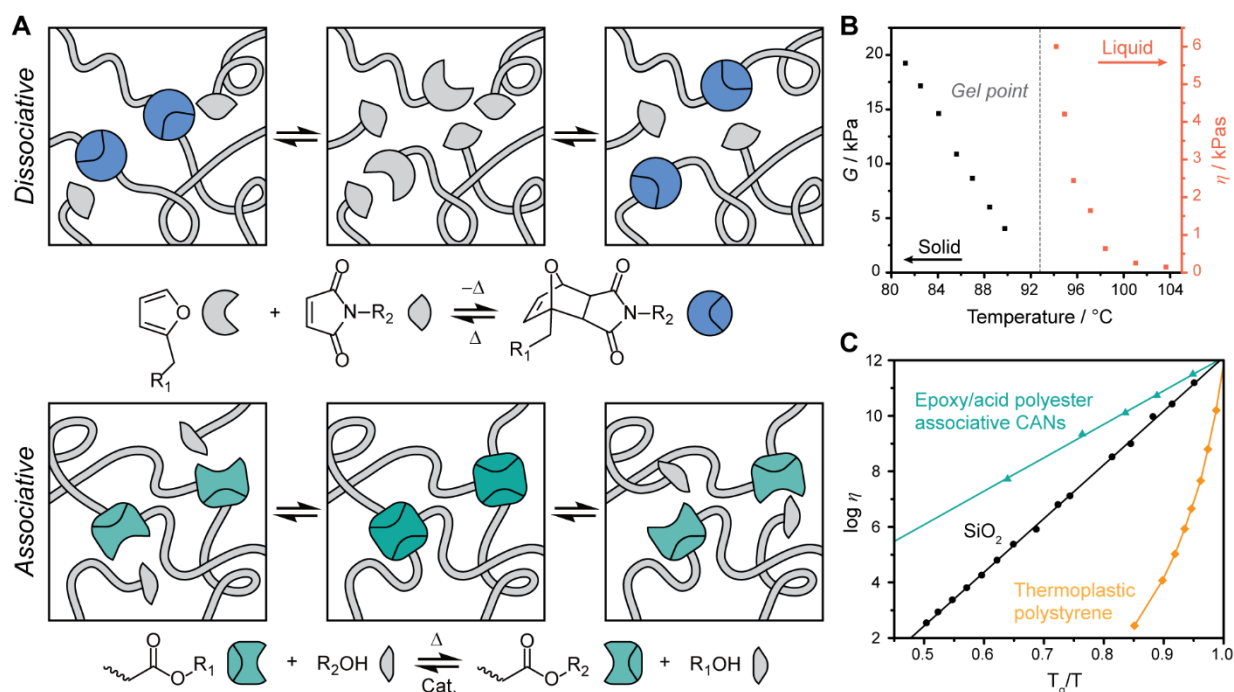 A
Dissociative
O
R1
+
O
N–R2
O
–Δ
Δ
O
O
N–R2
O
R1
Associative
O
O
R1
+ R2OH
Δ
Cat.
O
O
R2
+ R1OH
B
G / kPa
20
15
10
5
0
Solid
Gel point
Liquid
6
5
4
3
2
1
0
η / kPas
80 84 88 92 96 100 104
Temperature / °C
C
log η
12
10
8
6
4
2
Epoxy/acid polyester
associative CANs
SiO2
Thermoplastic
polystyrene
0.5 0.6 0.7 0.8 0.9 1.0
Tg/T